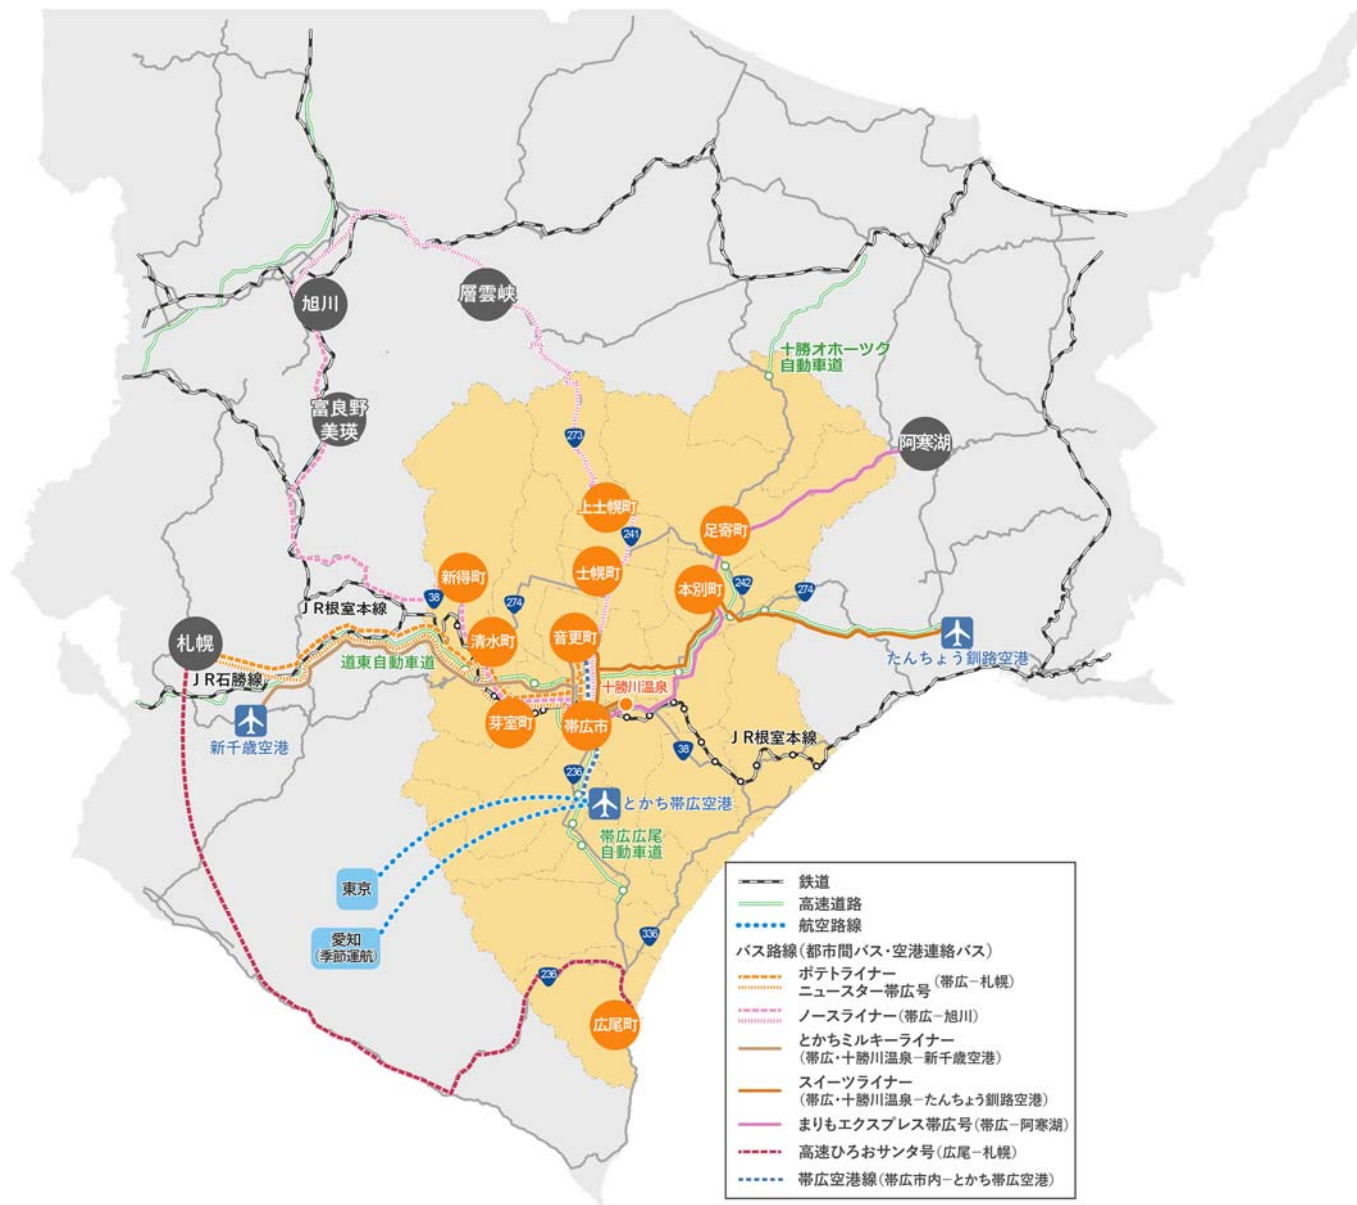 旭川
層雲峡
十勝オホーツク
自動車道
富良野
美瑛
273
阿寒湖
上士幌町
足寄町
241
新得町
士幌町
本別町
242
274
38
274
JR根室本線
札幌
清水町
音更町
たんちょう釧路空港
道東自動車道
JR石勝線
十勝川温泉
新千歳空港
芽室町
帯広市
JR根室本線
38
236
とかち帯広空港
帯広広尾
自動車道
東京
愛知
(季節運航)
336
236
広尾町
鉄道
高速道路
航空路線
バス路線(都市間バス・空港連絡バス)
ポテトライナー
ニュースター帯広号(帯広−札幌)
ノースライナー(帯広−旭川)
とかちミルキーライナー
(帯広・十勝川温泉−新千歳空港)
スイーツライナー
(帯広・十勝川温泉−たんちょう釧路空港)
まりもエクスプレス帯広号(帯広−阿寒湖)
高速ひろおサンタ号(広尾−札幌)
帯広空港線(帯広市内−とかち帯広空港)